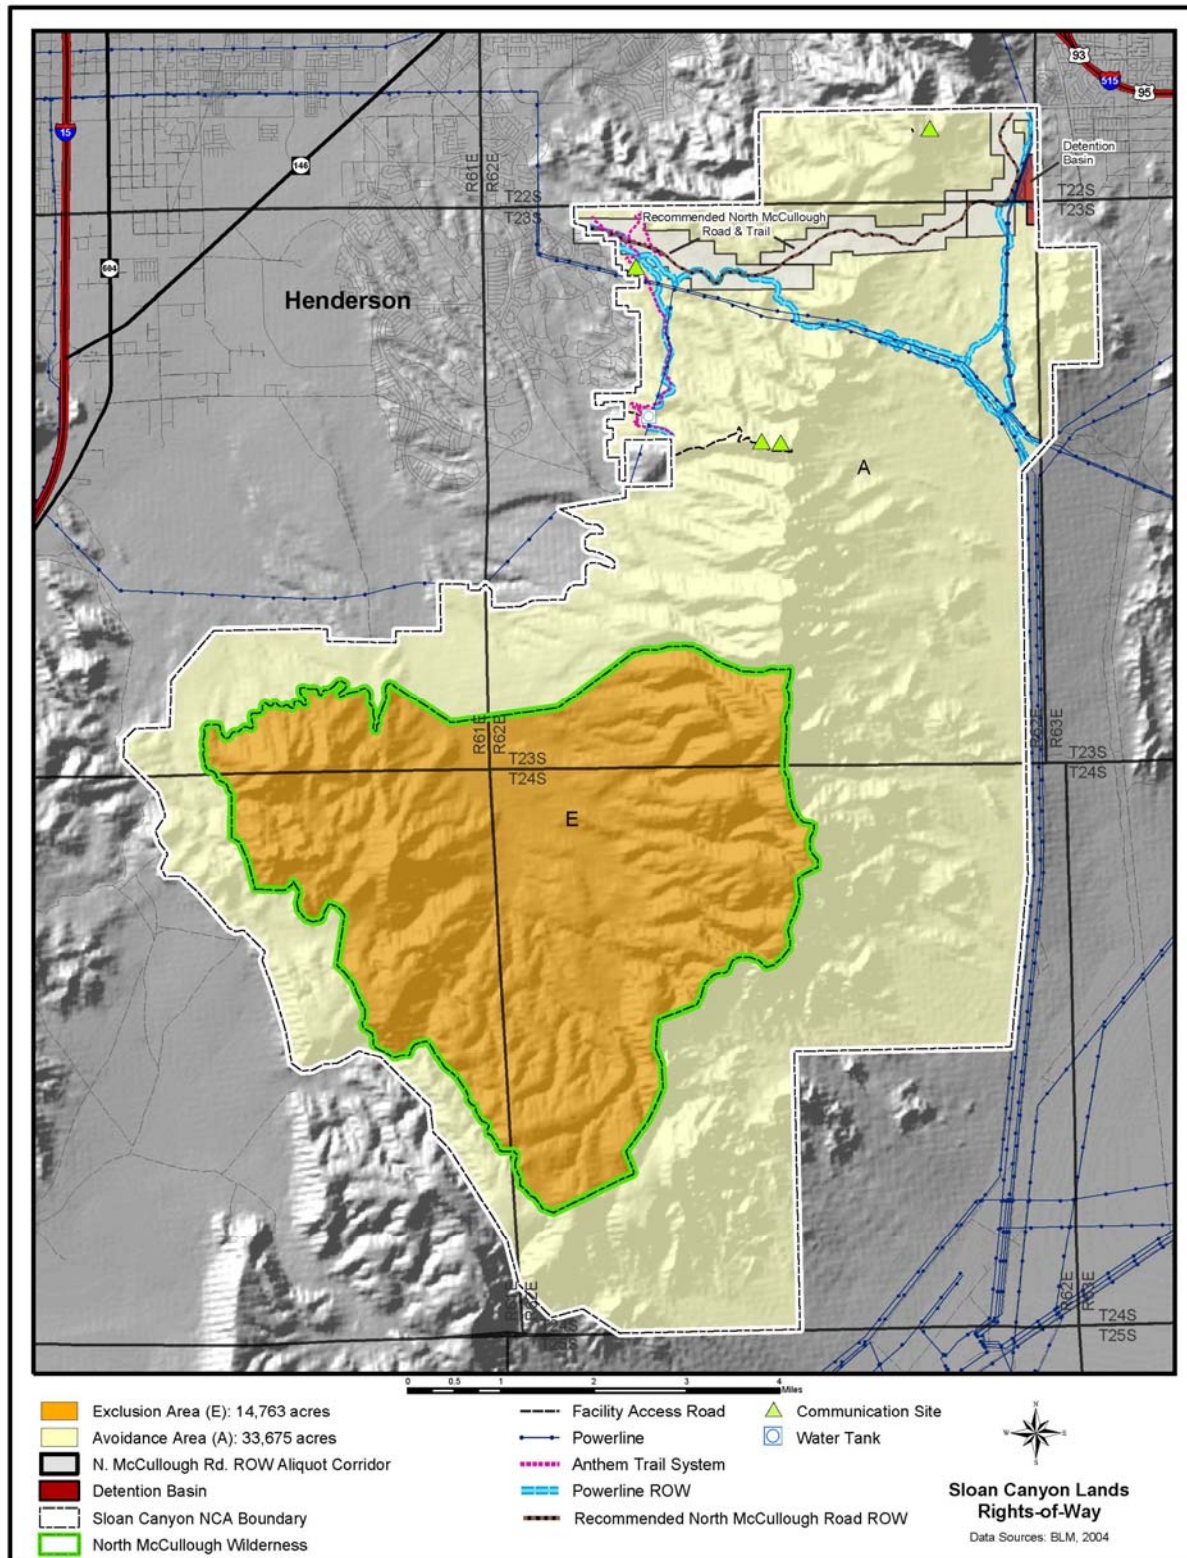 93
515
95
15
146
Detention
Basin
R61E
R62E
T22S
T23S
T22S
T23S
Recommended North McCullough
Road & Trail
604
Henderson
A
R61E
R62E
R62E
R63E
T23S
T24S
T23S
T24S
E
R61E
R62E
R62E
R63E
T24S
T25S
T24S
T25S
0 0.5 1 2 3 4
Miles
Exclusion Area (E): 14,763 acres
Avoidance Area (A): 33,675 acres
N. McCullough Rd. ROW Aliquot Corridor
Detention Basin
Sloan Canyon NCA Boundary
North McCullough Wilderness
Facility Access Road
Powerline
Anthem Trail System
Powerline ROW
Recommended North McCullough Road ROW
Communication Site
Water Tank
N
W E
S
Sloan Canyon Lands
Rights-of-Way
Data Sources: BLM, 2004